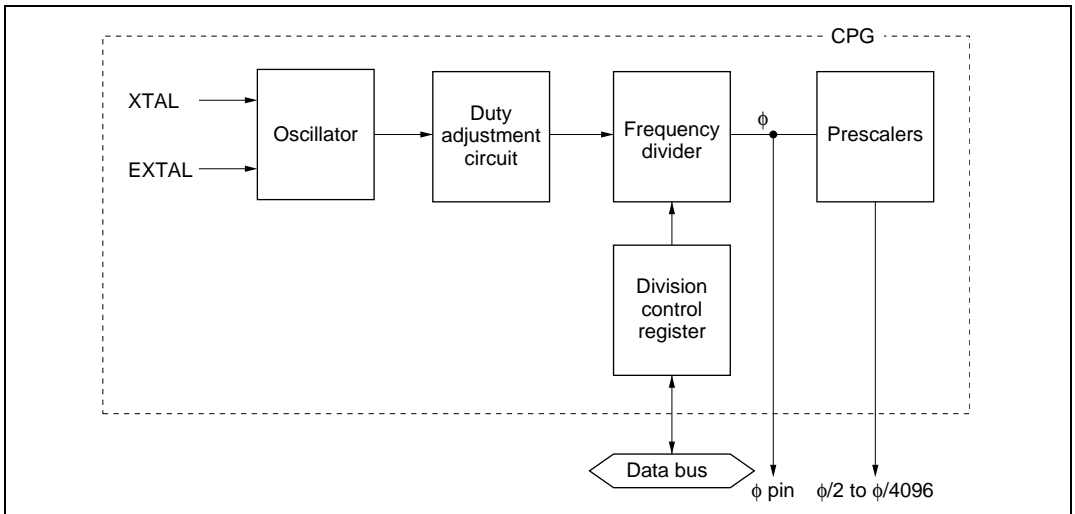 CPG
XTAL
EXTAL
Oscillator
Duty
adjustment
circuit
Frequency
divider
ϕ
Prescalers
Division
control
register
Data bus
ϕ pin
ϕ/2 to ϕ/4096